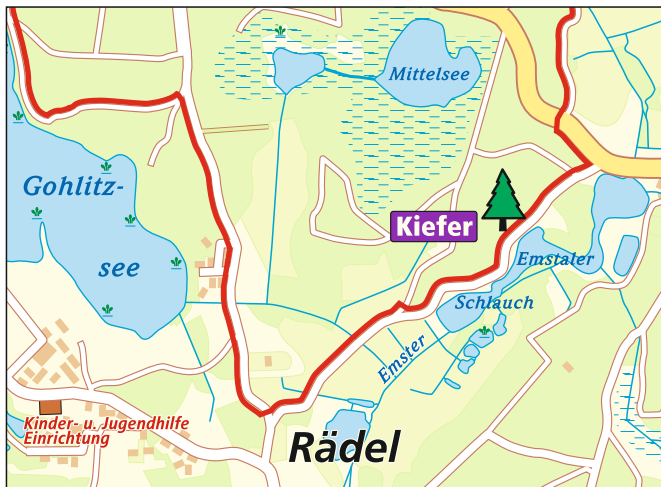 Mittelsee
Gohlitz-
see
Kiefer
Emstaler
Schlauch
Emster
Kinder- u. Jugendhilfe
Einrichtung
Rädel